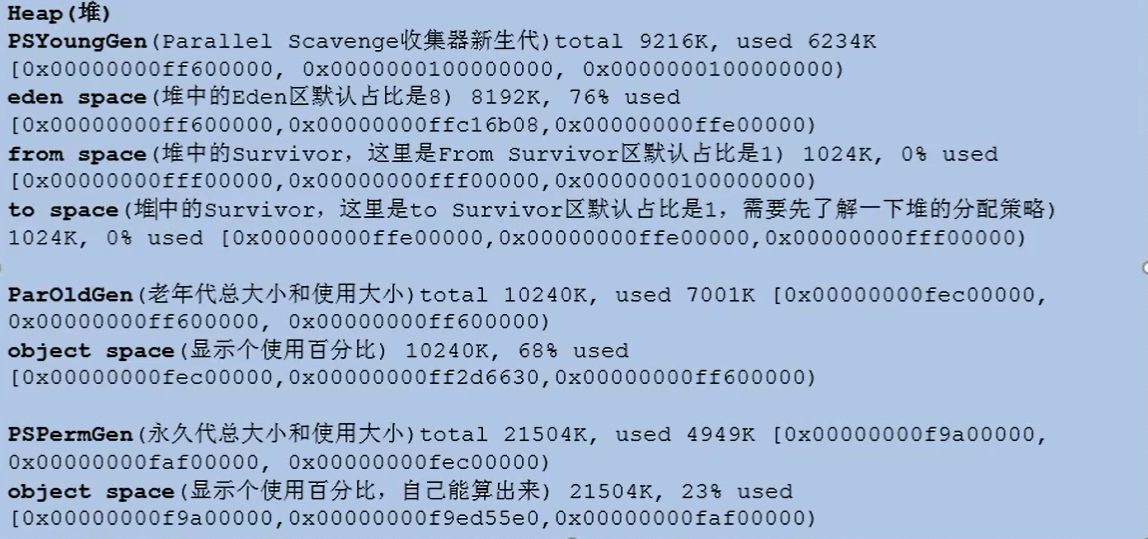 Heap(堆)
PSYoungGen(Parallel Scavenge收集器新生代)total 9216K, used 6234K
[0x00000000ff600000, 0x0000000100000000, 0x0000000100000000)
eden space(堆中的Eden区默认占比是8) 8192K, 76% used
[0x00000000ff600000,0x00000000ffc16b08,0x00000000ffe00000)
from space(堆中的Survivor，这里是From Survivor区默认占比是1) 1024K, 0% used
[0x00000000fff00000,0x00000000fff00000,0x0000000100000000)
to space(堆中的Survivor，这里是to Survivor区默认占比是1，需要先了解一下堆的分配策略)
1024K, 0% used [0x00000000ffe00000,0x00000000ffe00000,0x00000000fff00000)
ParOldGen(老年代总大小和使用大小)total 10240K, used 7001K [0x00000000fec00000,
0x00000000ff600000, 0x00000000ff600000)
object space(显示个使用百分比) 10240K, 68% used
[0x00000000fec00000,0x00000000ff2d6630,0x00000000ff600000)
PSPermGen(永久代总大小和使用大小)total 21504K, used 4949K [0x00000000f9a00000,
0x00000000faf00000, 0x00000000fec00000)
object space(显示个使用百分比，自己能算出来) 21504K, 23% used
[0x00000000f9a00000,0x00000000f9ed55e0,0x00000000faf00000)